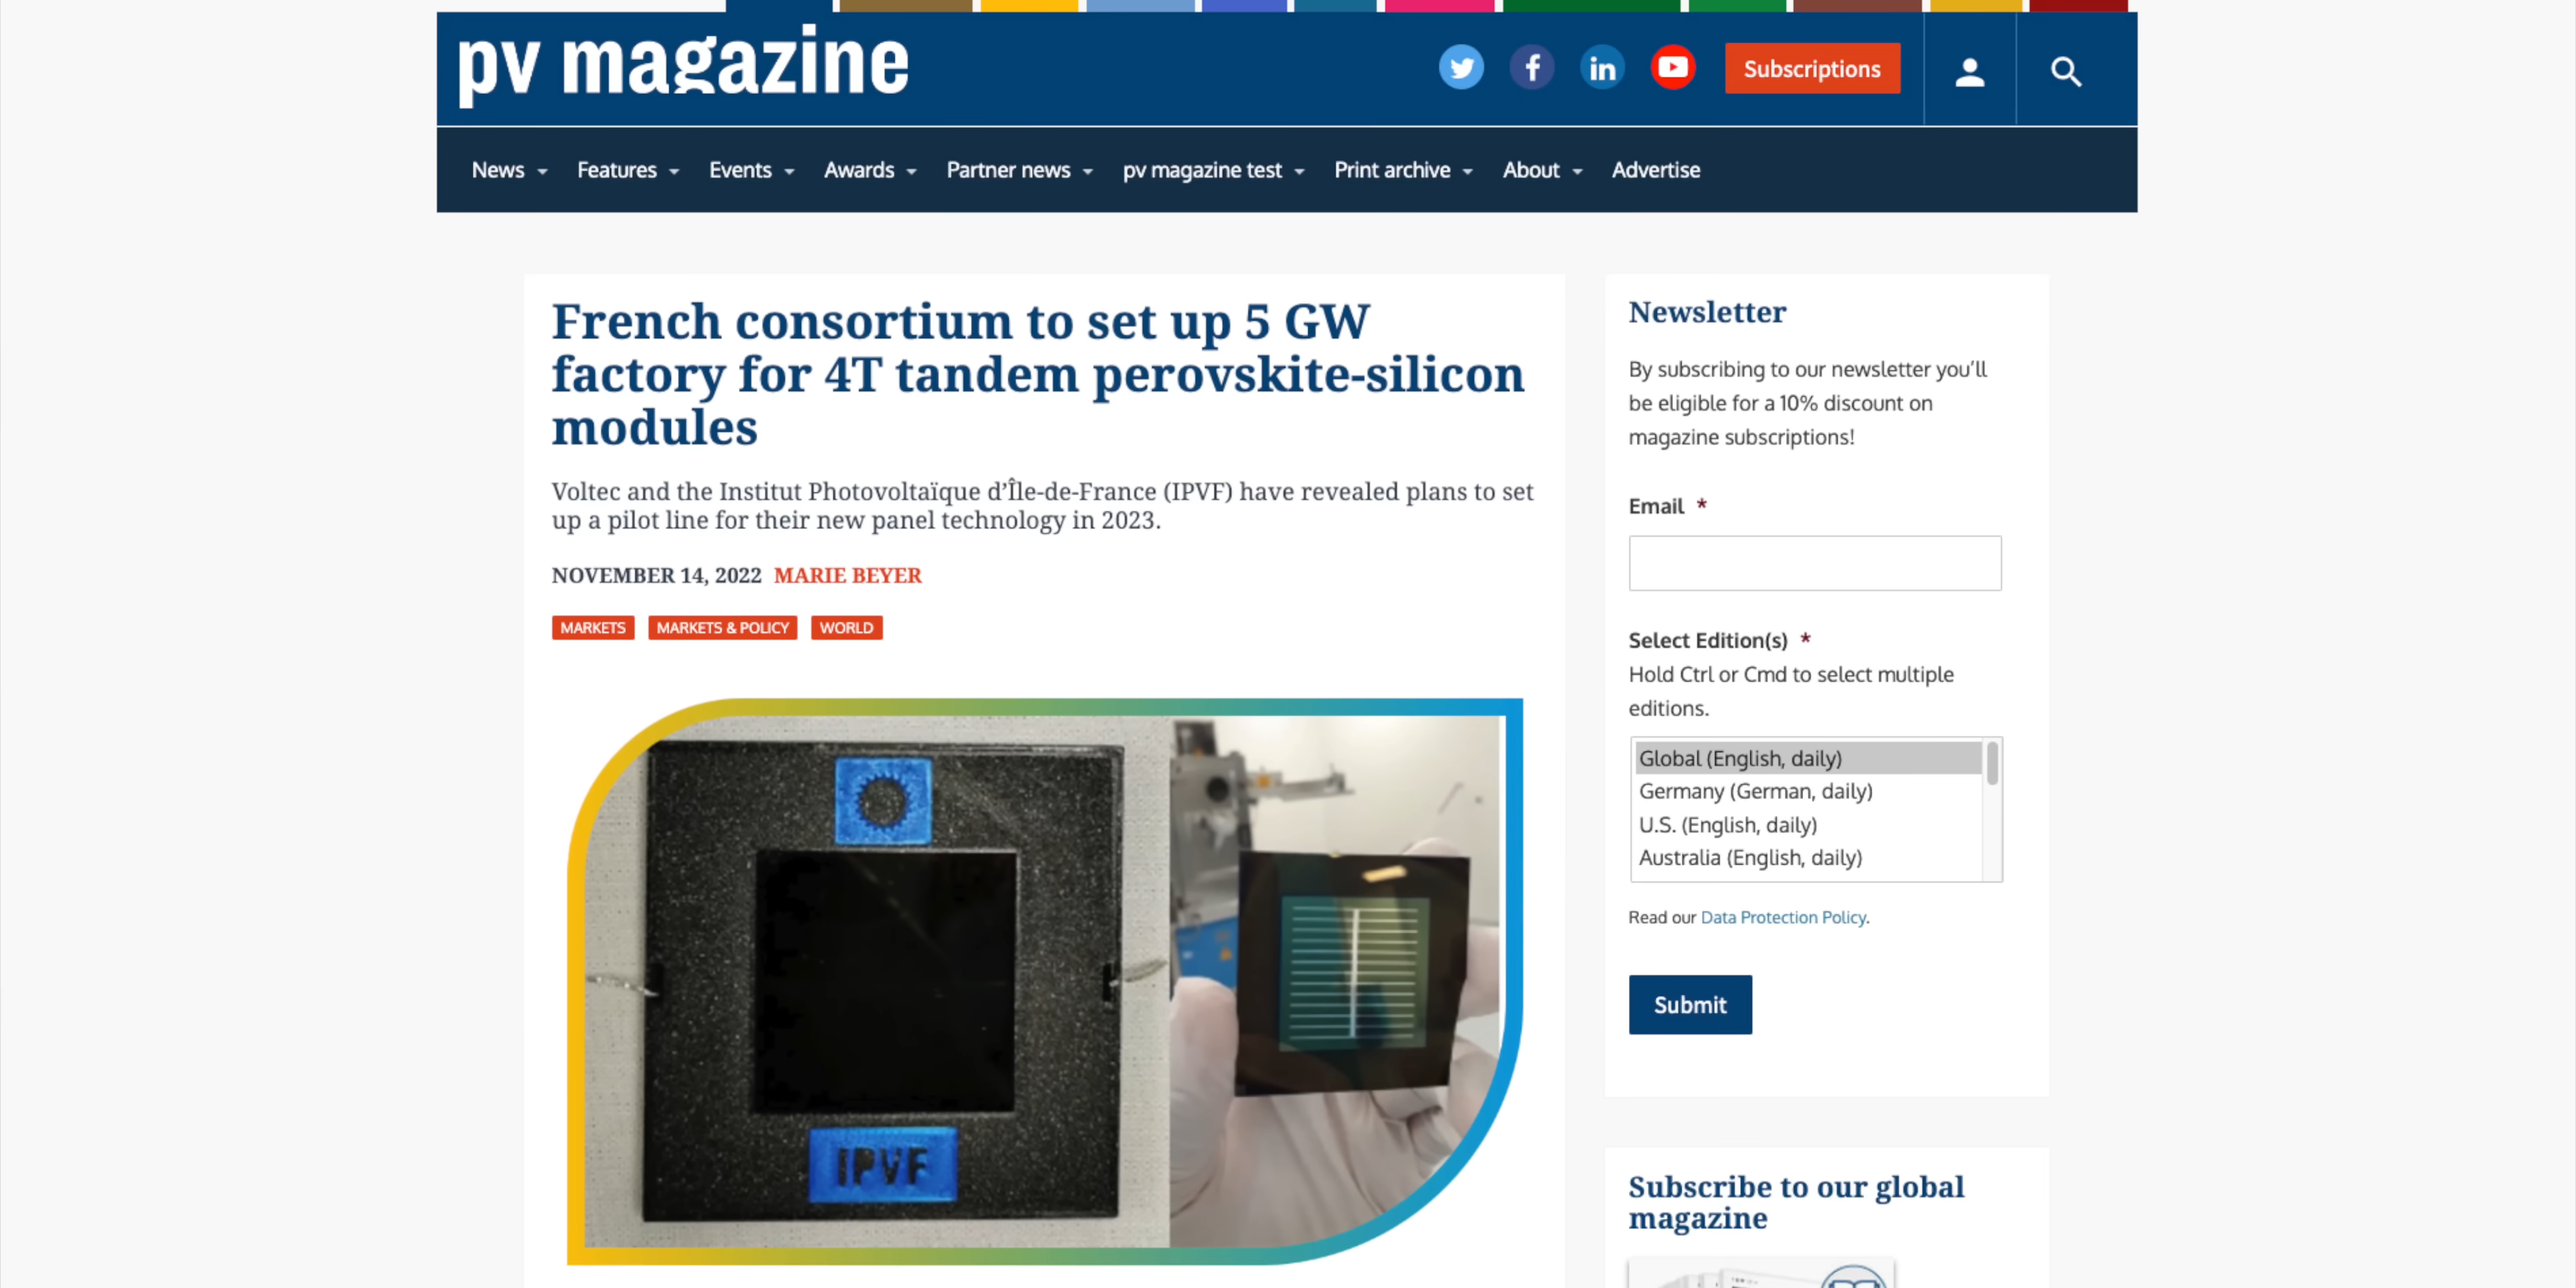 pv magazine
Subscriptions
News Features Events Awards Partner news pv magazine test Print archive About Advertise
French consortium to set up 5 GW
factory for 4T tandem perovskite-silicon
modules
Voltec and the Institut Photovoltaïque d’Île-de-France (IPVF) have revealed plans to set
up a pilot line for their new panel technology in 2023.
NOVEMBER 14, 2022 MARIE BEYER
MARKETS MARKETS & POLICY WORLD
IPVF
Newsletter
By subscribing to our newsletter you’ll
be eligible for a 10% discount on
magazine subscriptions!
Email *
Select Edition(s) *
Hold Ctrl or Cmd to select multiple
editions.
Global (English, daily)
Germany (German, daily)
U.S. (English, daily)
Australia (English, daily)
Read our Data Protection Policy.
Submit
Subscribe to our global
magazine